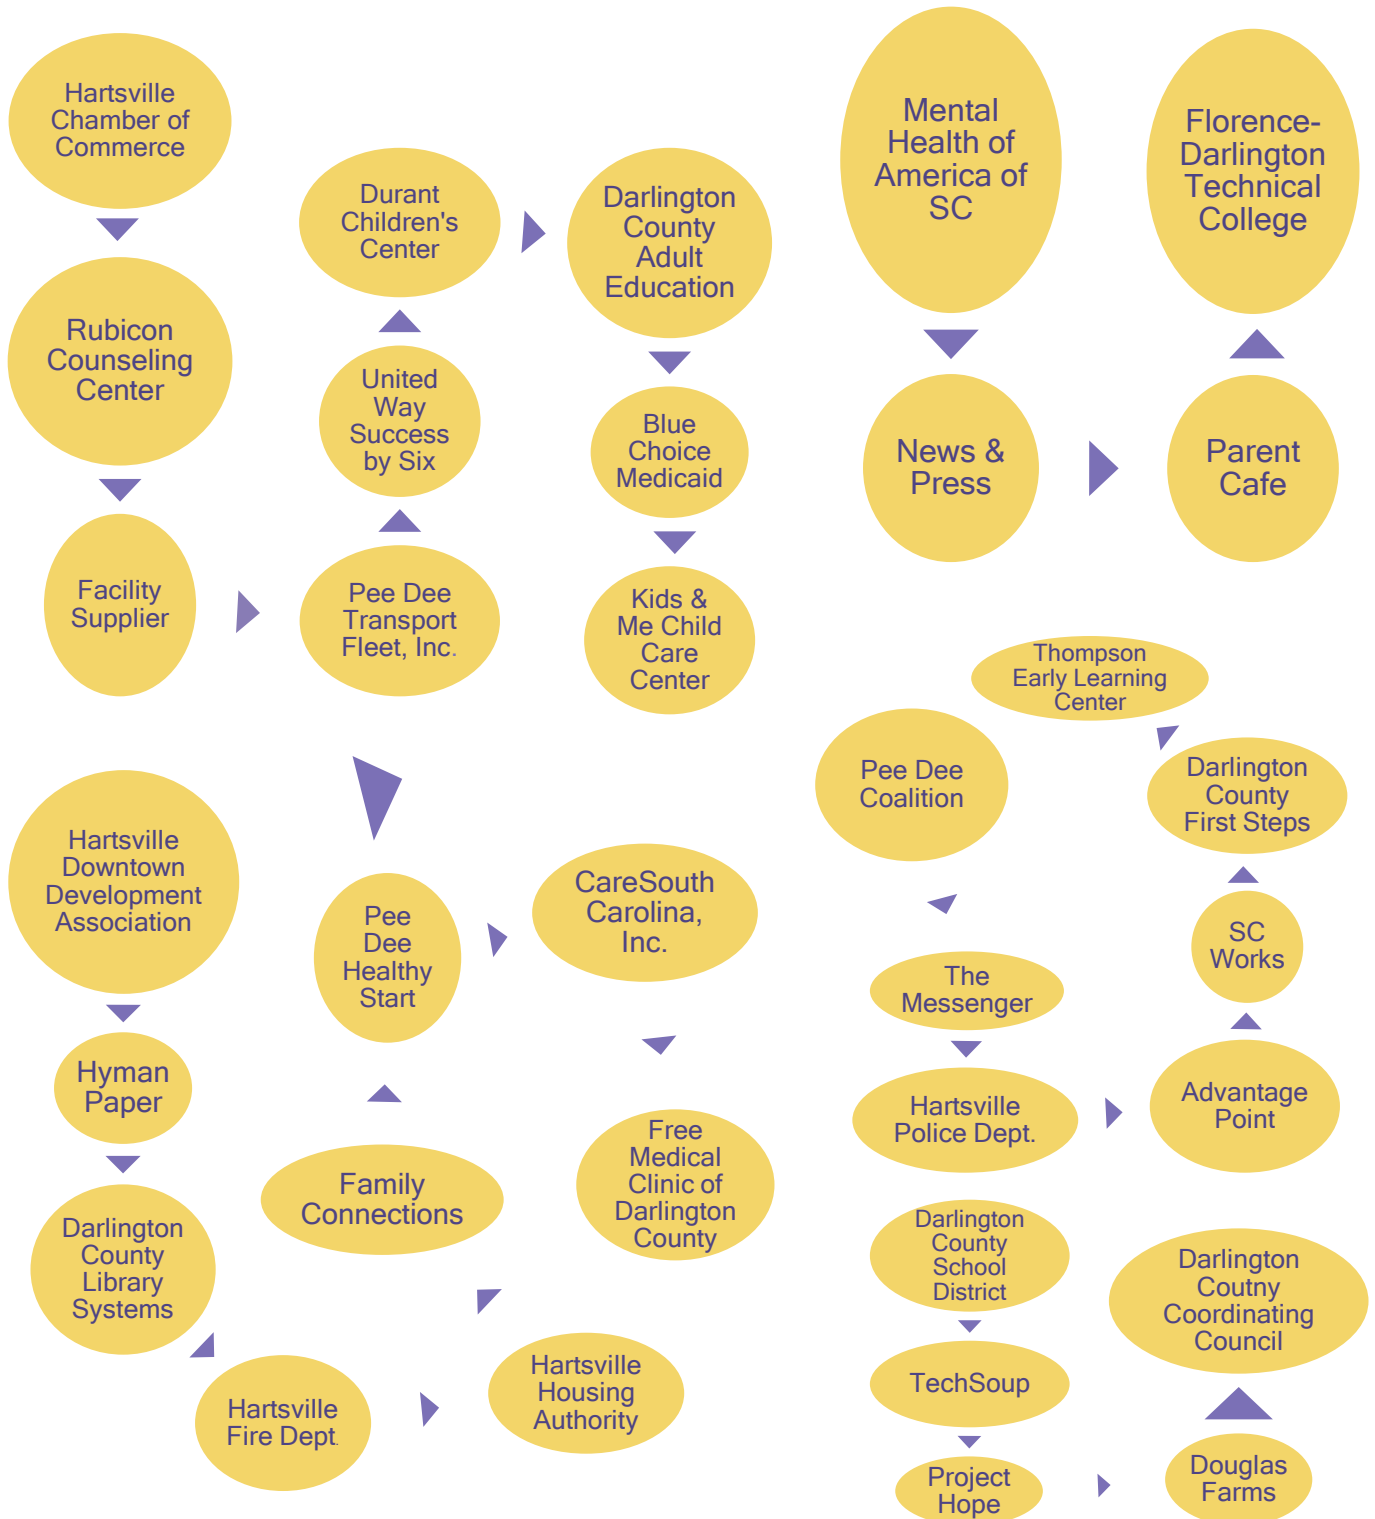 Hartsville
Chamber of
Commerce
Rubicon
Counseling
Center
Facility
Supplier
Pee Dee
Transport
Fleet, Inc.
United
Way
Success
by Six
Durant
Children's
Center
Darlington
County
Adult
Education
Blue
Choice
Medicaid
Kids &
Me Child
Care
Center
Mental
Health of
America of
SC
News &
Press
Parent
Cafe
Florence-
Darlington
Technical
College
Hartsville
Downtown
Development
Association
Hyman
Paper
Darlington
County
Library
Systems
Hartsville
Fire Dept.
Hartsville
Housing
Authority
Family
Connections
Pee
Dee
Healthy
Start
CareSouth
Carolina,
Inc.
Free
Medical
Clinic of
Darlington
County
Pee Dee
Coalition
The
Messenger
Hartsville
Police Dept.
Advantage
Point
SC
Works
Darlington
County
First Steps
Thompson
Early Learning
Center
Darlington
County
School
District
TechSoup
Project
Hope
Douglas
Farms
Darlington
Coutny
Coordinating
Council